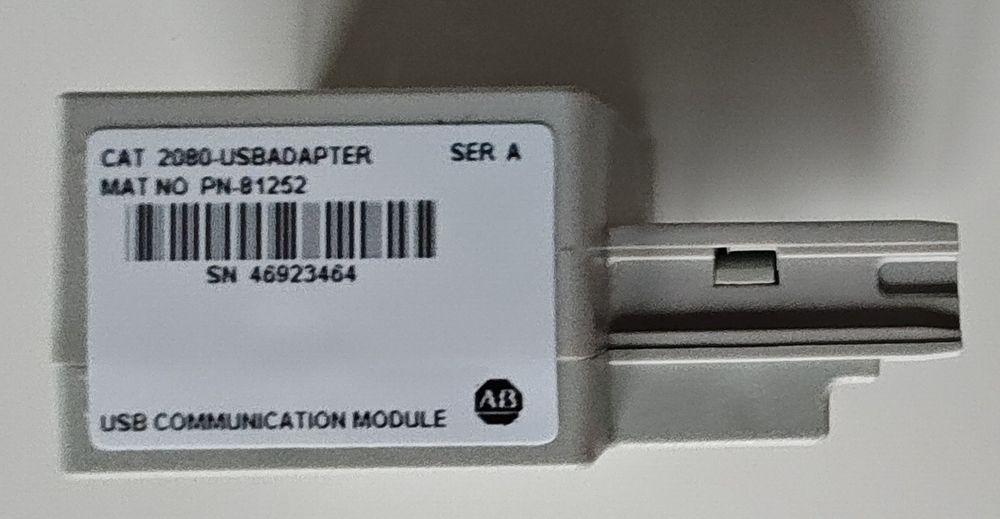 CAT 2080-USBADAPTER SER A
MAT NO PN-81252
SN 46923464
USB COMMUNICATION MODULE
AB